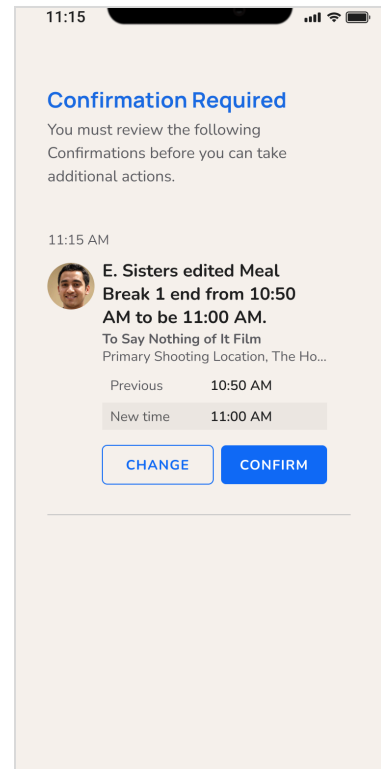 11:15
Confirmation Required
You must review the following
Confirmations before you can take
additional actions.
11:15 AM
E. Sisters edited Meal
Break 1 end from 10:50
AM to be 11:00 AM.
To Say Nothing of It Film
Primary Shooting Location, The Ho...
Previous 10:50 AM
New time 11:00 AM
CHANGE CONFIRM